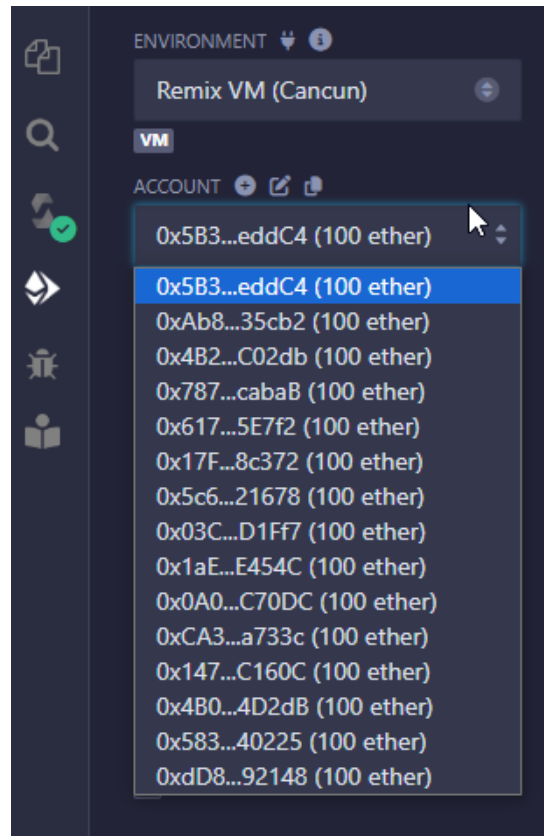 ENVIRONMENT
Remix VM (Cancun)
VM
ACCOUNT
0x5B3...eddC4 (100 ether)
0x5B3...eddC4 (100 ether)
0xAb8...35cb2 (100 ether)
0x4B2...C02db (100 ether)
0x787...cabaB (100 ether)
0x617...5E7f2 (100 ether)
0x17F...8c372 (100 ether)
0x5c6...21678 (100 ether)
0x03C...D1Ff7 (100 ether)
0x1aE...E454C (100 ether)
0x0A0...C70DC (100 ether)
0xCA3...a733c (100 ether)
0x147...C160C (100 ether)
0x4B0...4D2dB (100 ether)
0x583...40225 (100 ether)
0xdD8...92148 (100 ether)